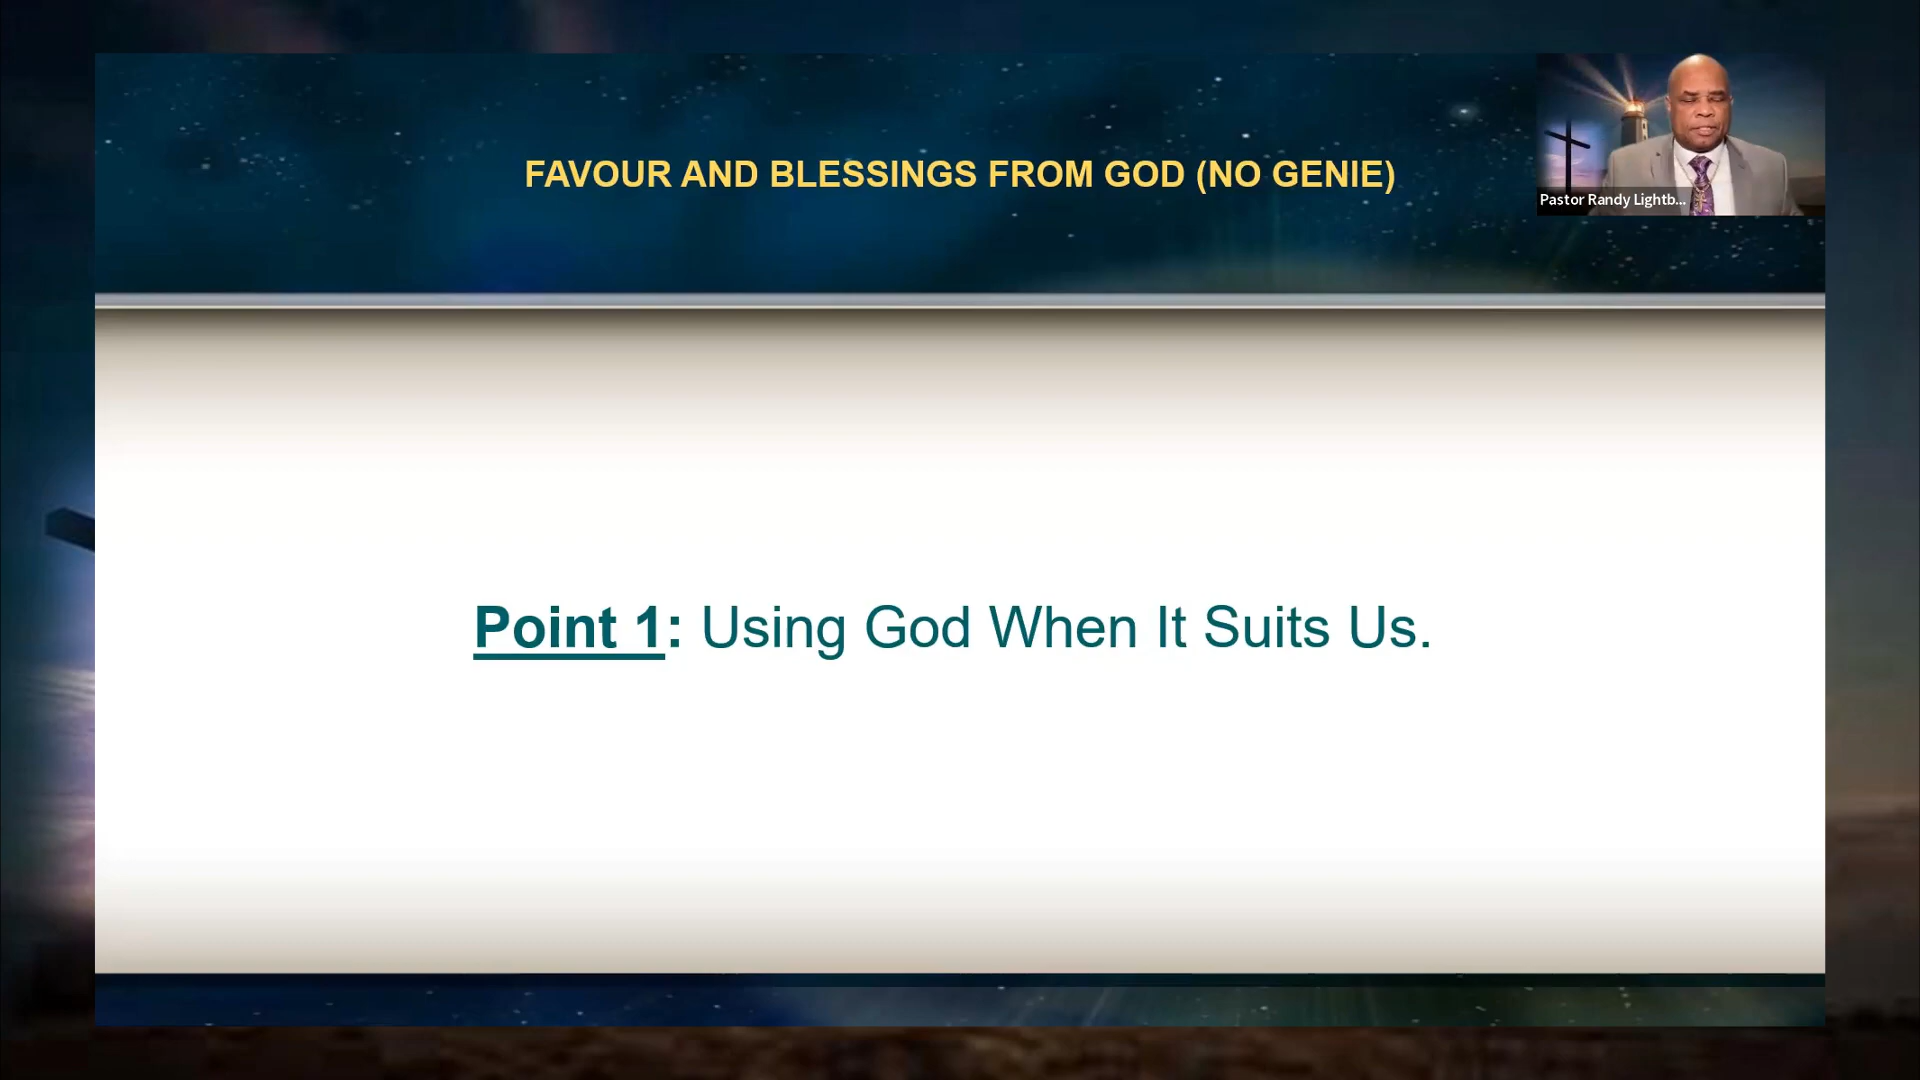 FAVOUR AND BLESSINGS FROM GOD (NO GENIE)
Pastor Randy Lightb...
Point 1: Using God When It Suits Us.